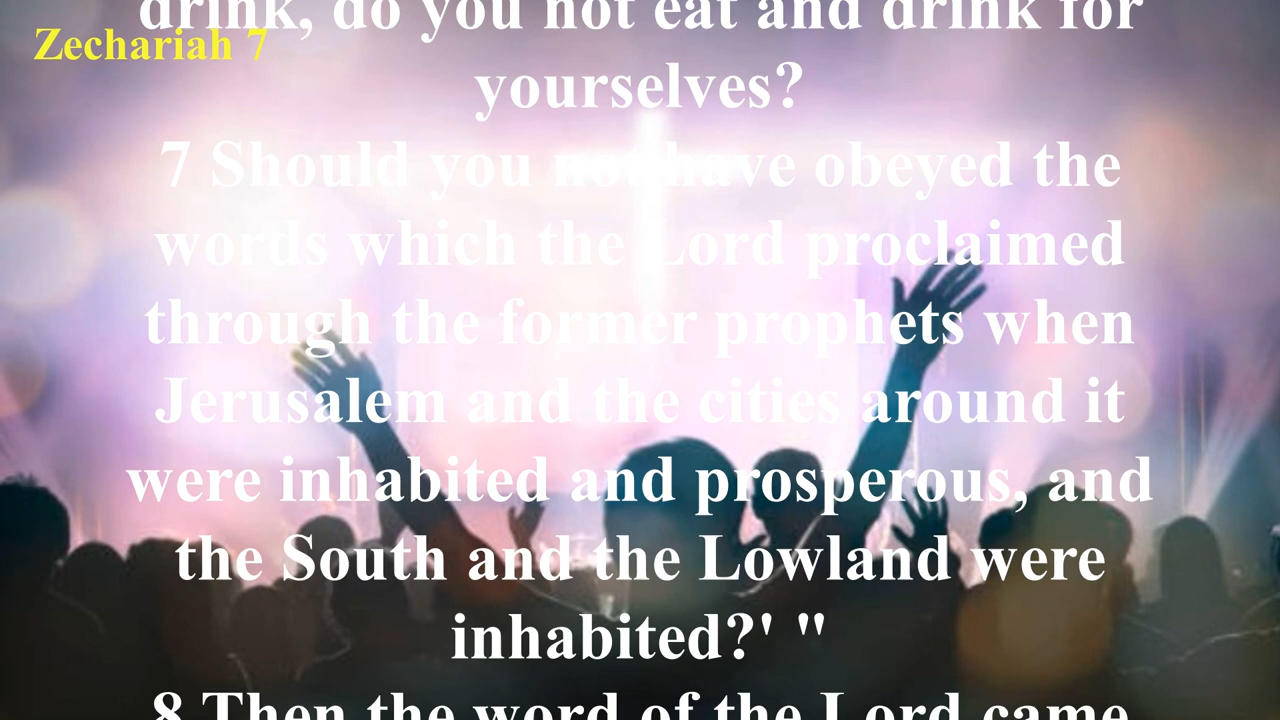 drink, do you not eat and drink for
Zechariah 7
yourselves?
7 Should you not have obeyed the
words which the Lord proclaimed
through the former prophets when
Jerusalem and the cities around it
were inhabited and prosperous, and
the South and the Lowland were
inhabited?' "
8 Then the word of the Lord came